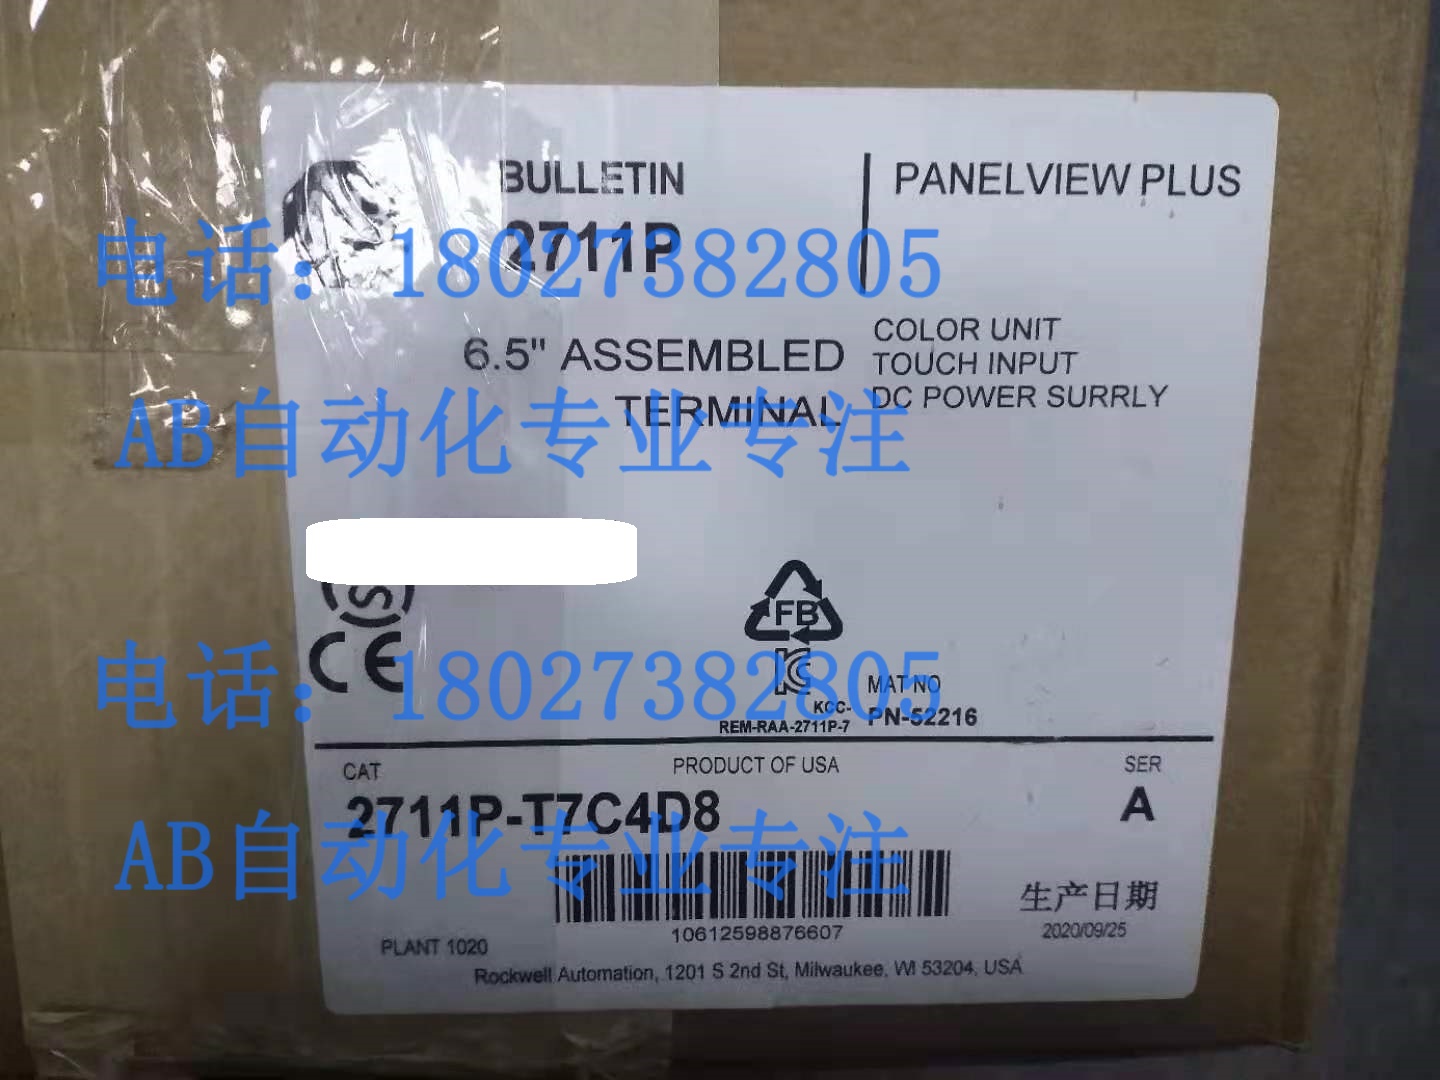 BULLETIN
2711P
PANELVIEW PLUS
电话：18027382805
6.5" ASSEMBLED
TERMINAL
COLOR UNIT
TOUCH INPUT
DC POWER SURRLY
AB自动化专业专注
S
CE
FB
KC
电话：18027382805
KCC-
REM-RAA-2711P-7
MAT NO
PN-52216
CAT
PRODUCT OF USA
SER
2711P-T7C4D8
A
AB自动化专业专注
10612598876607
生产日期
2020/09/25
PLANT 1020
Rockwell Automation, 1201 S 2nd St, Milwaukee, WI 53204, USA